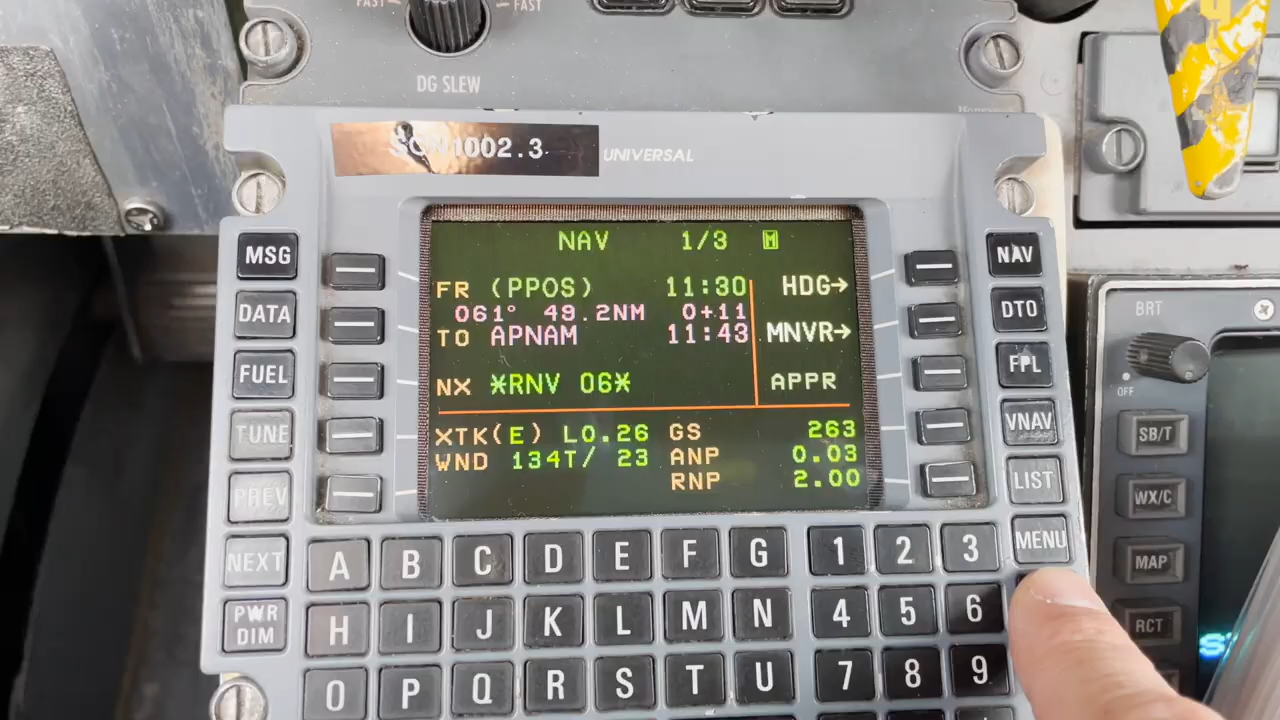 FAST FAST
DG SLEW
Honeywell
SCN1002.3
UNIVERSAL
NAV 1/3 M
FR (PPOS) 11:30 HDG→
061° 49.2NM 0+11
TO APNAM 11:43 MNVR→
NX *RNV 06* APPR
XTK(E) L0.26 GS 263
WND 134T/ 23 ANP 0.03
RNP 2.00
MSG
DATA
FUEL
TUNE
PREV
NEXT
PWR
DIM
NAV
DTO
FPL
VNAV
LIST
MENU
A B C D E F G 1 2 3
H I J K L M N 4 5 6
O P Q R S T U 7 8 9
BRT
OFF
SB/T
WX/C
MAP
RCT